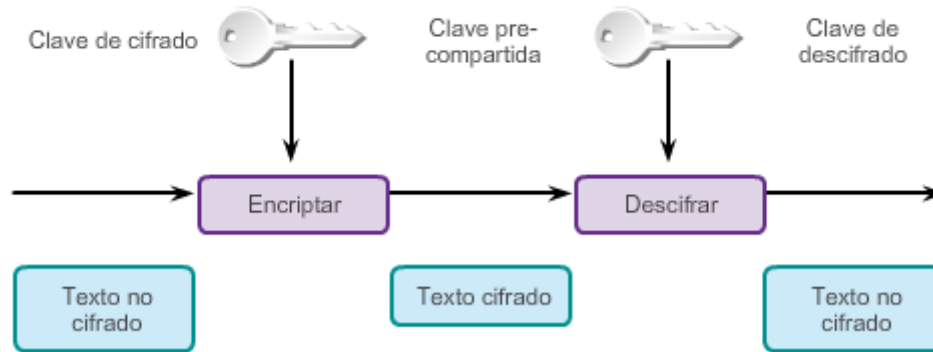 Clave de cifrado
Clave pre-
compartida
Clave de
descifrado
Encriptar
Descifrar
Texto no
cifrado
Texto cifrado
Texto no
cifrado